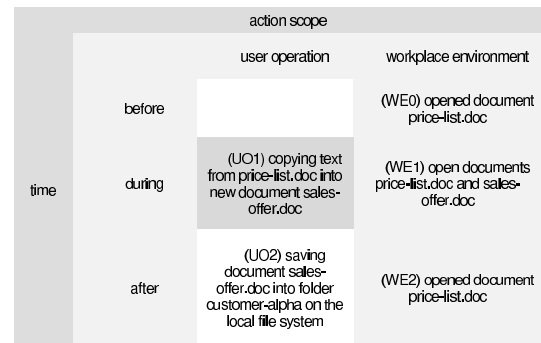 action scope
user operation
workplace environment
before
(WE0) opened document
price-list.doc
time
during
(UO1) copying text
from price-list.doc into
new document sales-
offer.doc
(WE1) open documents
price-list.doc and sales-
offer.doc
after
(UO2) saving
document sales-
offer.doc into folder
customer-alpha on the
local file system
(WE2) opened document
price-list.doc